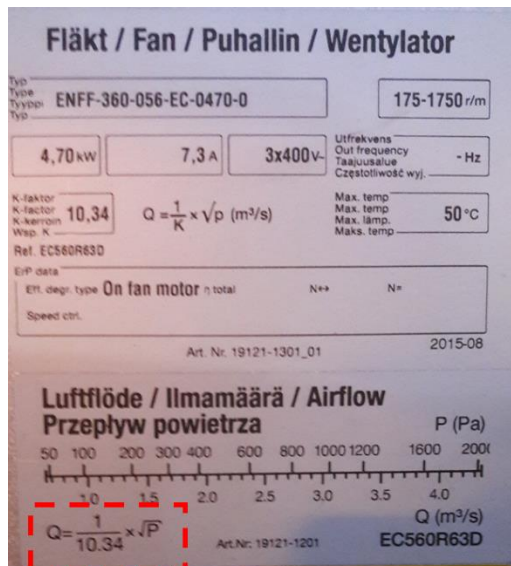 Fläkt / Fan / Puhallin / Wentylator
Typ
Type
Tyyppi
Typ
ENFF-360-056-EC-0470-0
175-1750 r/m
4,70 kW
7,3 A
3x400 V~
Utfrekvens
Out frequency
Taajuusalue
Częstotliwość wyj.
- Hz
K-faktor
K-factor
K-kerroin
Wsp. K
10,34
Q = 1/K × √p (m³/s)
Max. temp
Max. temp
Max. lämp.
Maks. temp
50 °C
Ref. EC560R63D
ErP data
Eff. degr. type On fan motor η total N↔ N=
Speed ctrl.
Art. Nr. 19121-1301_01
2015-08
Luftflöde / Ilmamäärä / Airflow
Przepływ powietrza
P (Pa)
50 100 200 300 400 600 800 1000 1200 1600 200
1.0 1.5 2.0 2.5 3.0 3.5 4.0
Q (m³/s)
Q= 1/10.34 × √P
Art.Nr: 19121-1201
EC560R63D